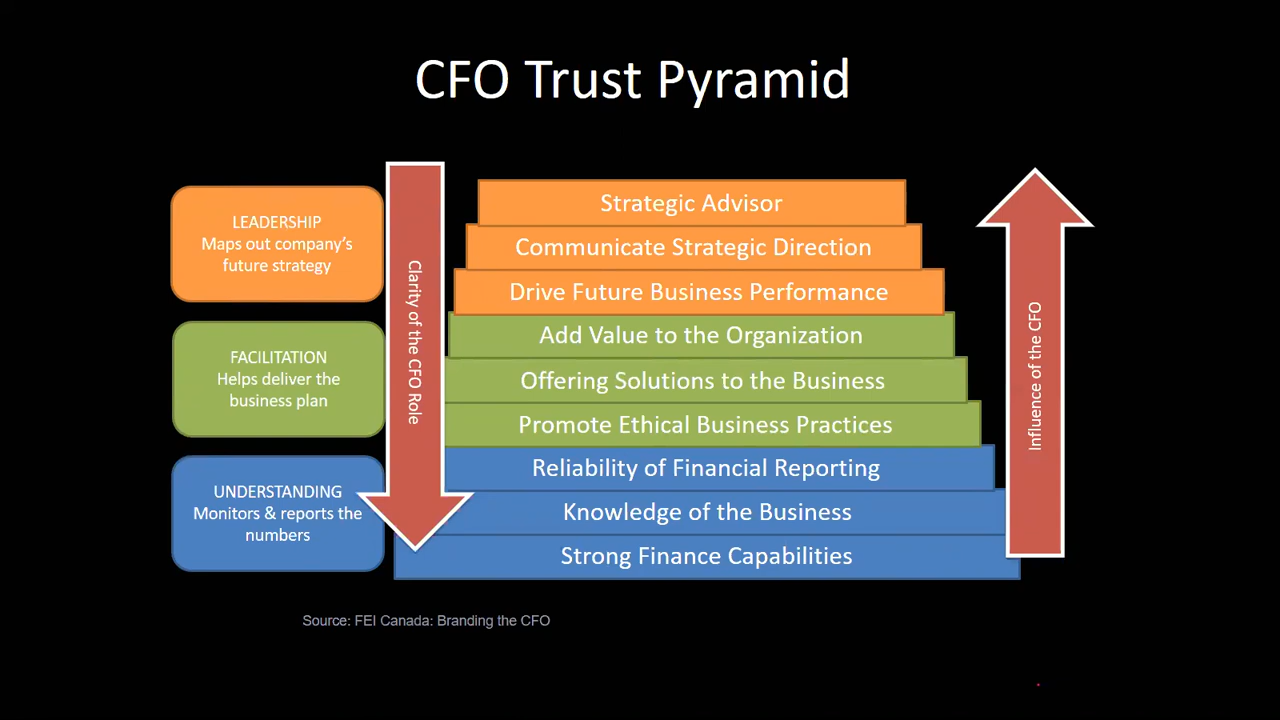 CFO Trust Pyramid
LEADERSHIP
Maps out company's
future strategy
FACILITATION
Helps deliver the
business plan
UNDERSTANDING
Monitors & reports the
numbers
Clarity of the CFO Role
Strategic Advisor
Communicate Strategic Direction
Drive Future Business Performance
Add Value to the Organization
Offering Solutions to the Business
Promote Ethical Business Practices
Reliability of Financial Reporting
Knowledge of the Business
Strong Finance Capabilities
Influence of the CFO
Source: FEI Canada: Branding the CFO